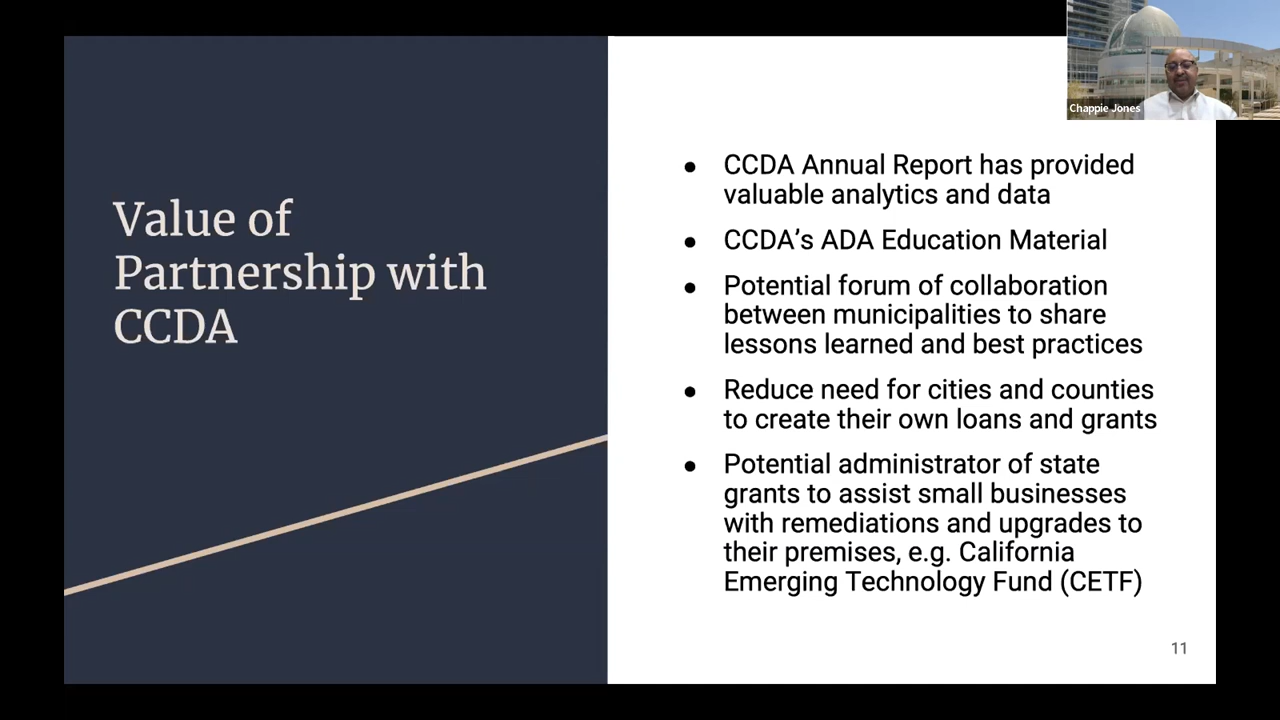 Chappie Jones
Value of
Partnership with
CCDA
● CCDA Annual Report has provided
valuable analytics and data
● CCDA’s ADA Education Material
● Potential forum of collaboration
between municipalities to share
lessons learned and best practices
● Reduce need for cities and counties
to create their own loans and grants
● Potential administrator of state
grants to assist small businesses
with remediations and upgrades to
their premises, e.g. California
Emerging Technology Fund (CETF)
11